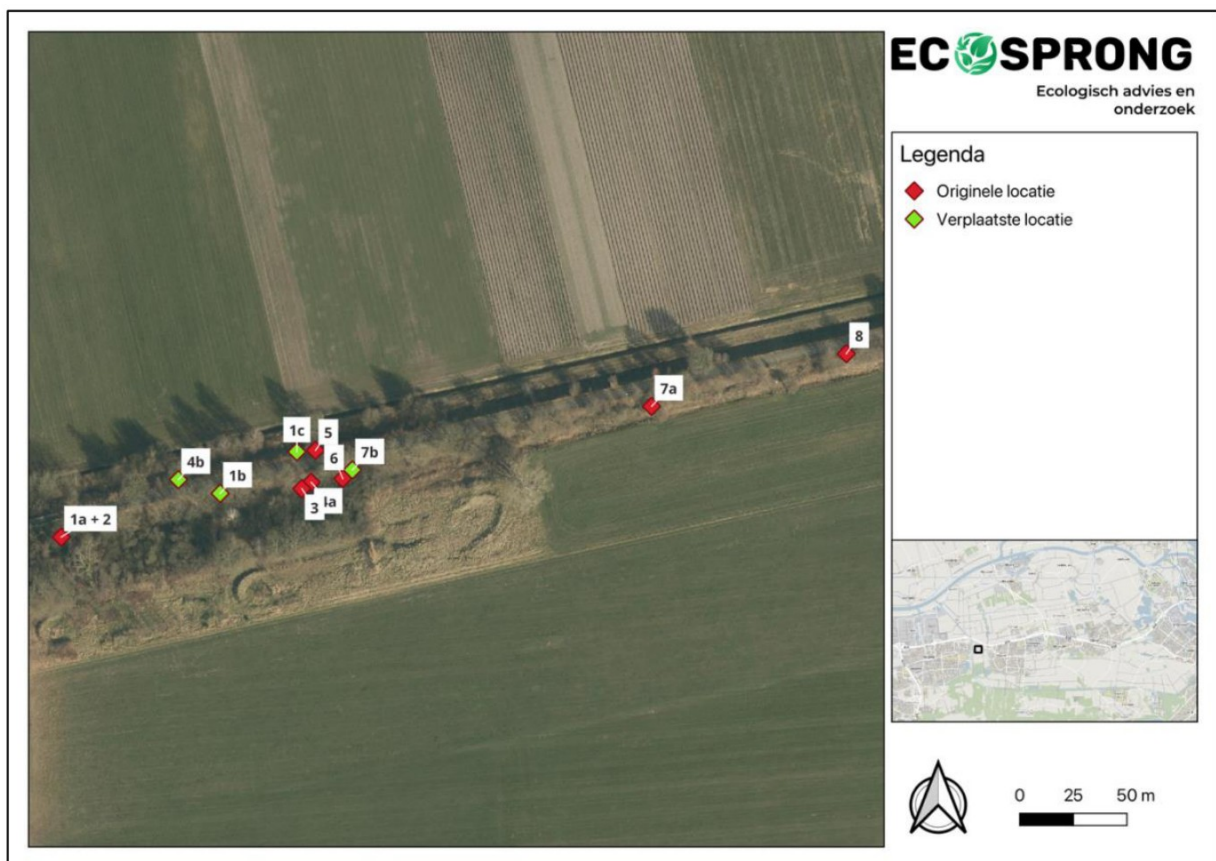 ECOSPRONG
Ecologisch advies en
onderzoek
Legenda
Originele locatie
Verplaatste locatie
8
7a
1c
5
6
7b
4b
1b
3
4a
1a + 2
0 25 50 m